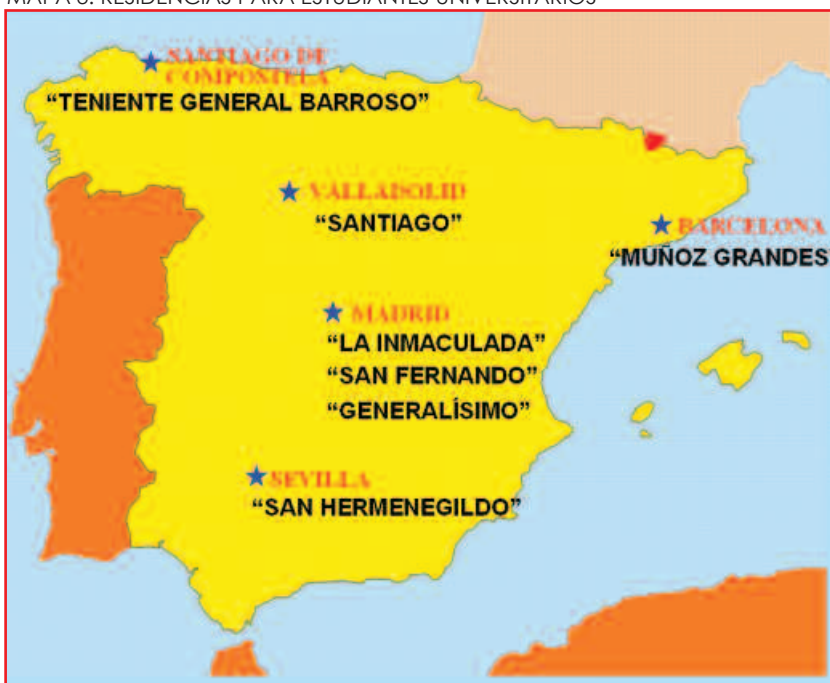 MAPA 3. RESIDENCIAS PARA ESTUDIANTES UNIVERSITARIOS
SANTIAGO DE
COMPOSTELA
“TENIENTE GENERAL BARROSO”
VALLADOLID
“SANTIAGO”
BARCELONA
“MUÑOZ GRANDES”
MADRID
“LA INMACULADA”
“SAN FERNANDO”
“GENERALÍSIMO”
SEVILLA
“SAN HERMENEGILDO”